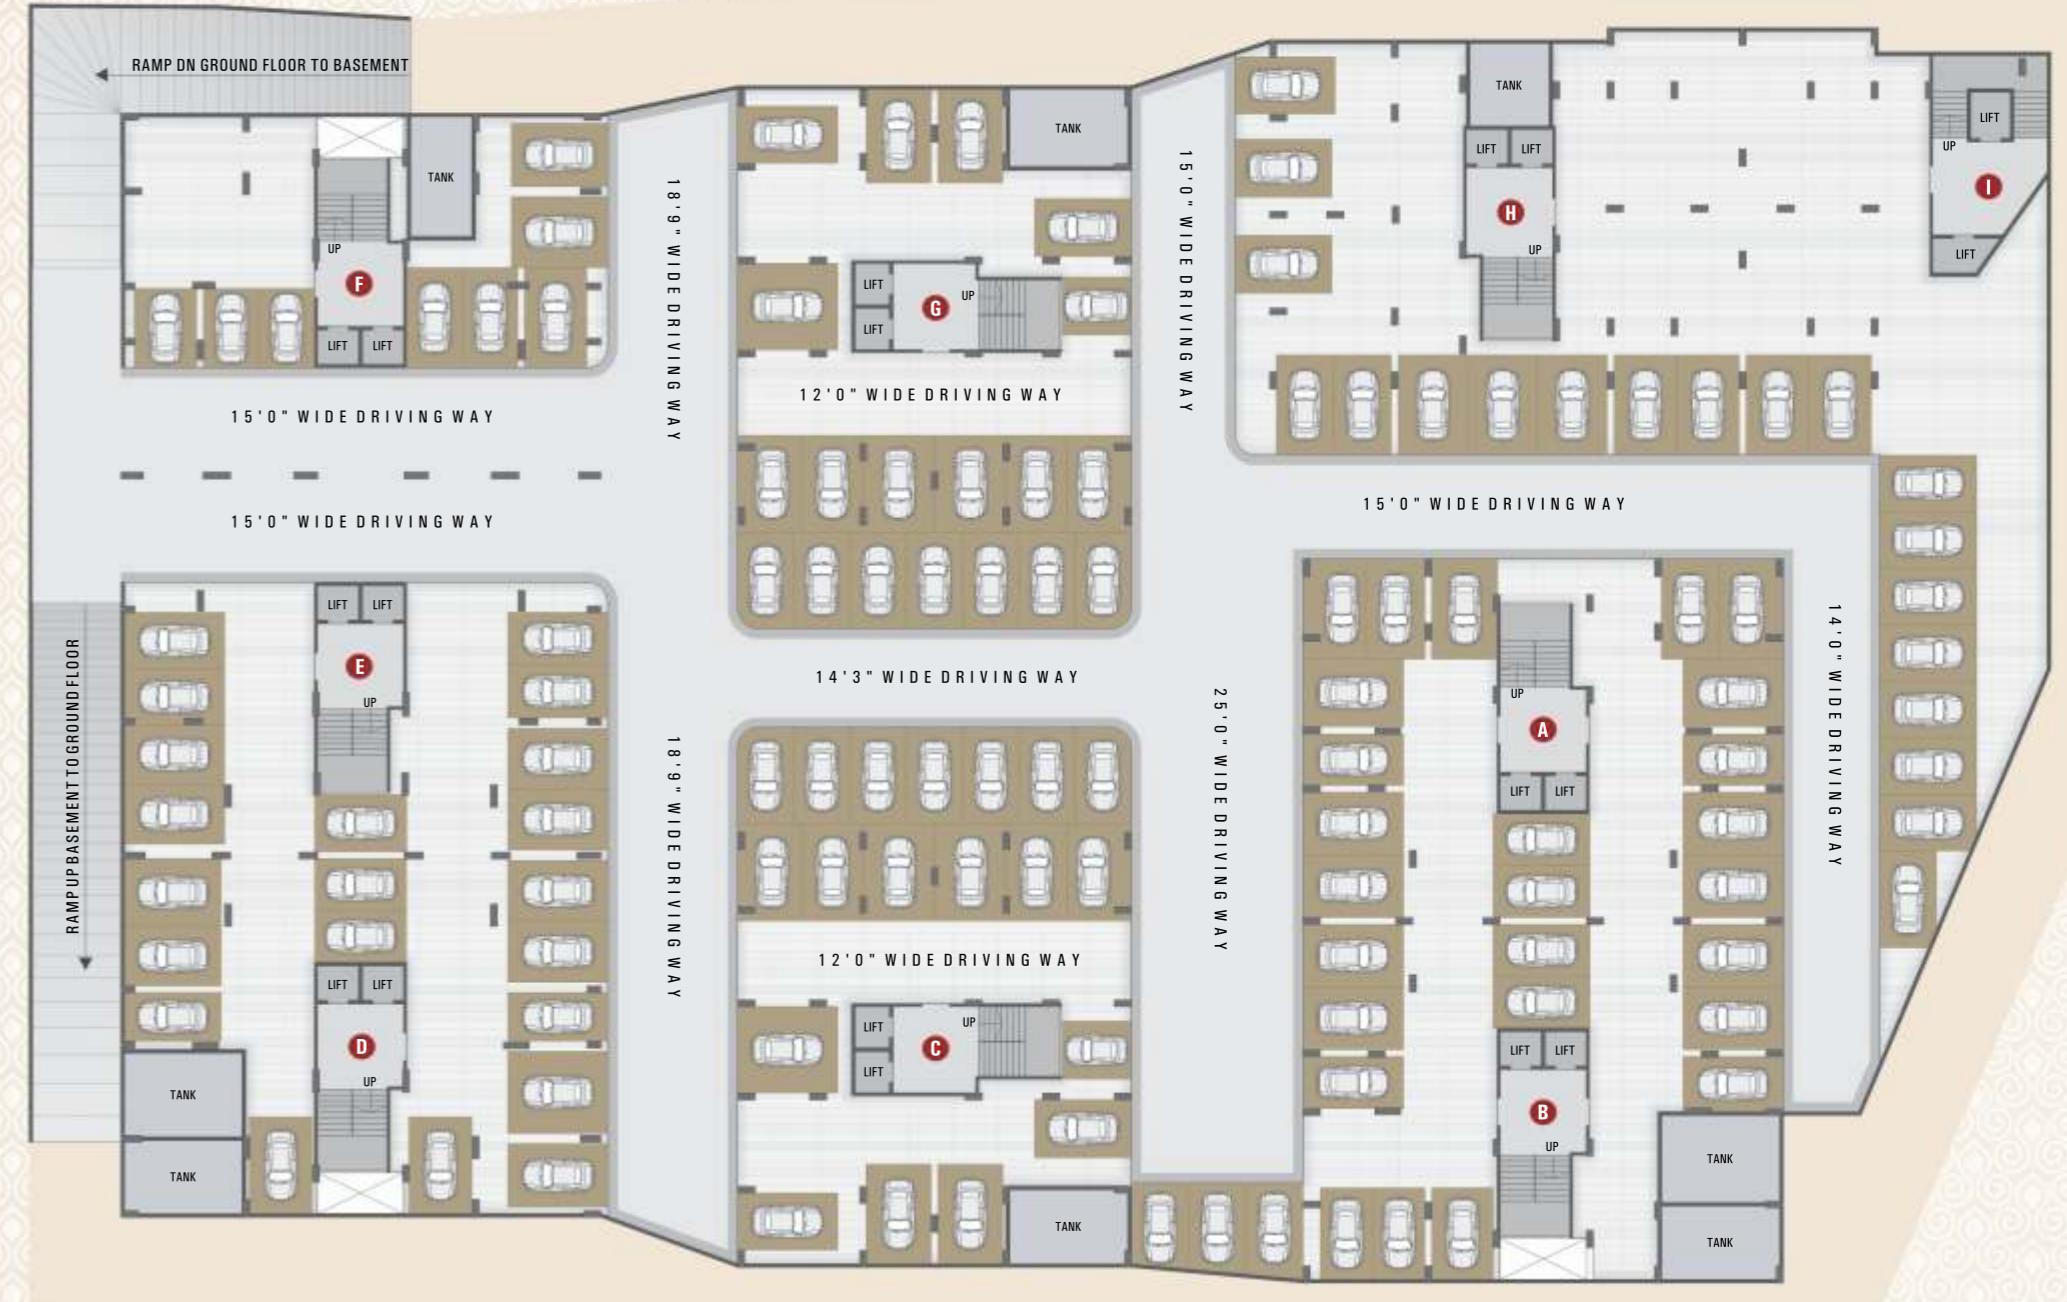 RAMP DN GROUND FLOOR TO BASEMENT
TANK
UP
F
LIFT LIFT
15'0" WIDE DRIVING WAY
15'0" WIDE DRIVING WAY
RAMP UP BASEMENT TO GROUND FLOOR
LIFT LIFT
E
UP
LIFT LIFT
D
UP
TANK
TANK
18'9" WIDE DRIVING WAY
18'9" WIDE DRIVING WAY
TANK
LIFT
LIFT
G
UP
12'0" WIDE DRIVING WAY
14'3" WIDE DRIVING WAY
12'0" WIDE DRIVING WAY
LIFT
LIFT
C
UP
TANK
15'0" WIDE DRIVING WAY
25'0" WIDE DRIVING WAY
TANK
LIFT LIFT
H
UP
LIFT
UP
I
LIFT
15'0" WIDE DRIVING WAY
14'0" WIDE DRIVING WAY
UP
A
LIFT LIFT
LIFT LIFT
B
UP
TANK
TANK